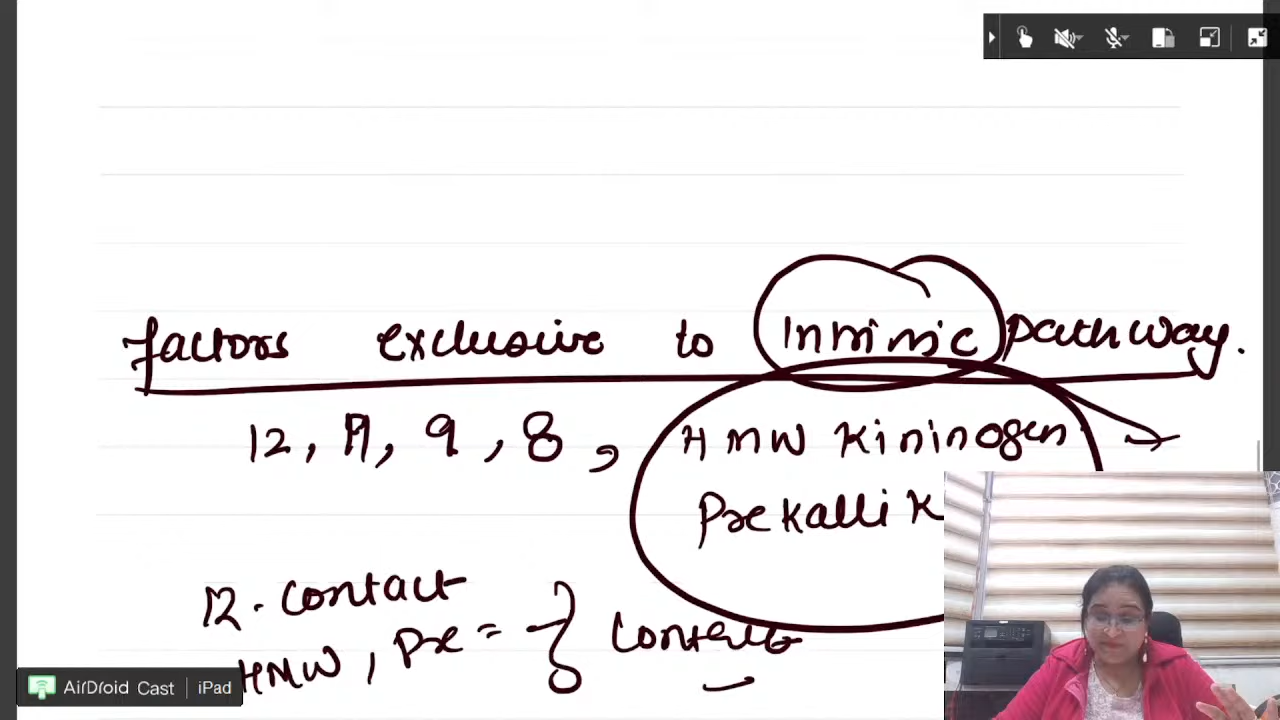 factors exclusive to Intrinsic pathway.
12, 11, 9, 8, HMW Kininogen
Prekallik
12. Contact
HMW, Pre = Contact
AirDroid Cast iPad